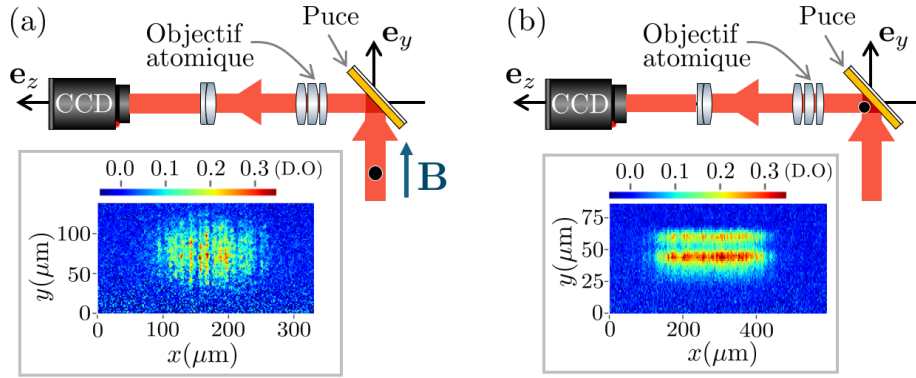 (a)
Puce
Objectif
atomique
e_y
e_z
CCD
B
0.0 0.1 0.2 0.3 (D.O)
100
50
0
y(μm)
0 100 200 300
x(μm)
(b)
Puce
Objectif
atomique
e_y
e_z
CCD
0.0 0.1 0.2 0.3 (D.O)
75
50
25
0
y(μm)
200 400
x(μm)